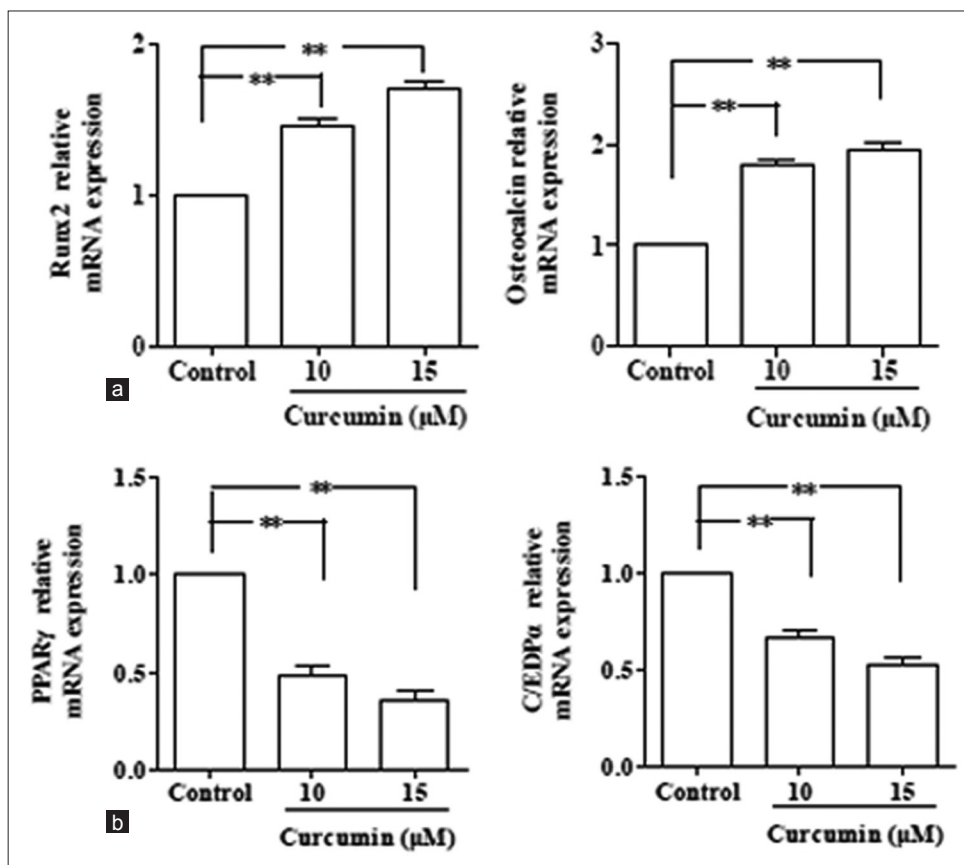 Runx2 relative
mRNA expression
2
1
0
**
**
Control
10
15
Curcumin (μM)
Osteocalcin relative
mRNA expression
3
2
1
0
**
**
Control
10
15
Curcumin (μM)
a
PPARγ relative
mRNA expression
1.5
1.0
0.5
0.0
**
**
Control
10
15
Curcumin (μM)
C/EDPα relative
mRNA expression
1.5
1.0
0.5
0.0
**
**
Control
10
15
Curcumin (μM)
b